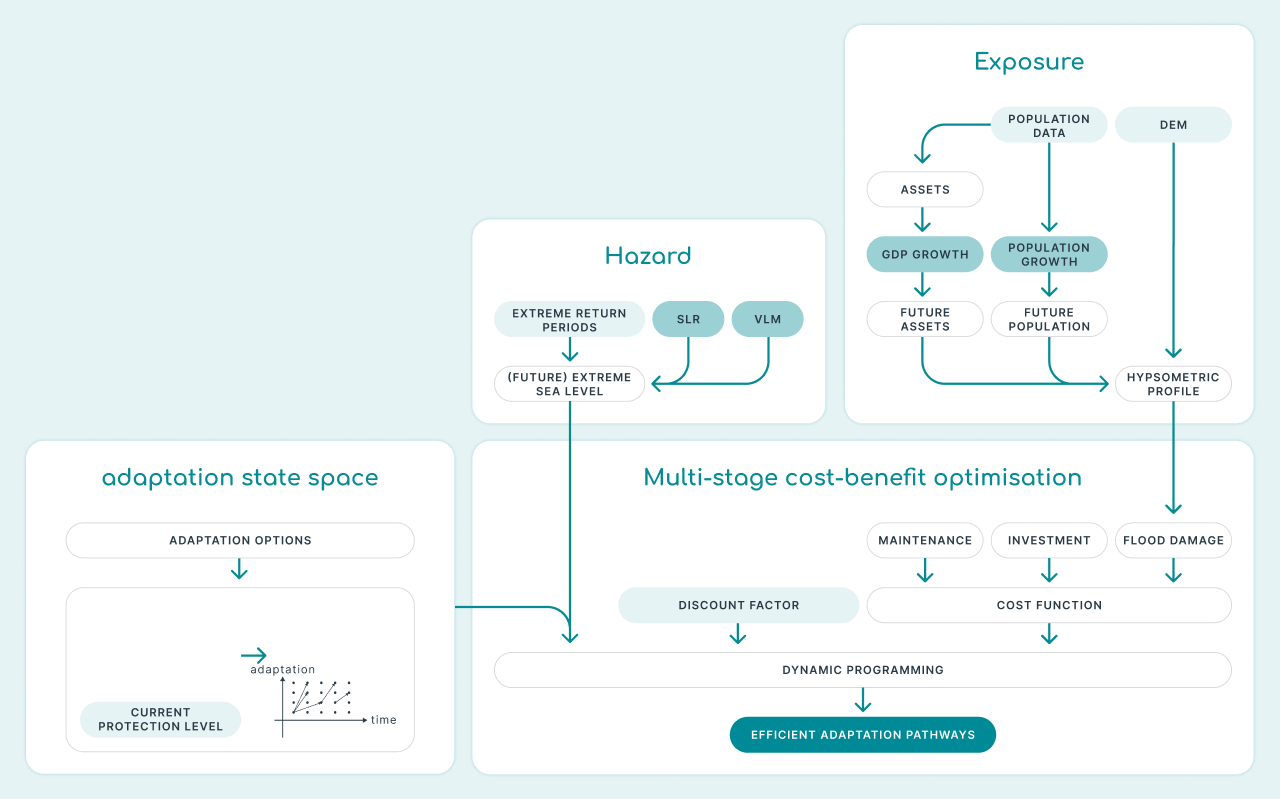 Exposure
POPULATION
DATA
DEM
ASSETS
GDP GROWTH
POPULATION
GROWTH
FUTURE
ASSETS
FUTURE
POPULATION
HYPSOMETRIC
PROFILE
Hazard
EXTREME RETURN
PERIODS
SLR
VLM
(FUTURE) EXTREME
SEA LEVEL
adaptation state space
ADAPTATION OPTIONS
adaptation
time
CURRENT
PROTECTION LEVEL
Multi-stage cost-benefit optimisation
MAINTENANCE
INVESTMENT
FLOOD DAMAGE
DISCOUNT FACTOR
COST FUNCTION
DYNAMIC PROGRAMMING
EFFICIENT ADAPTATION PATHWAYS